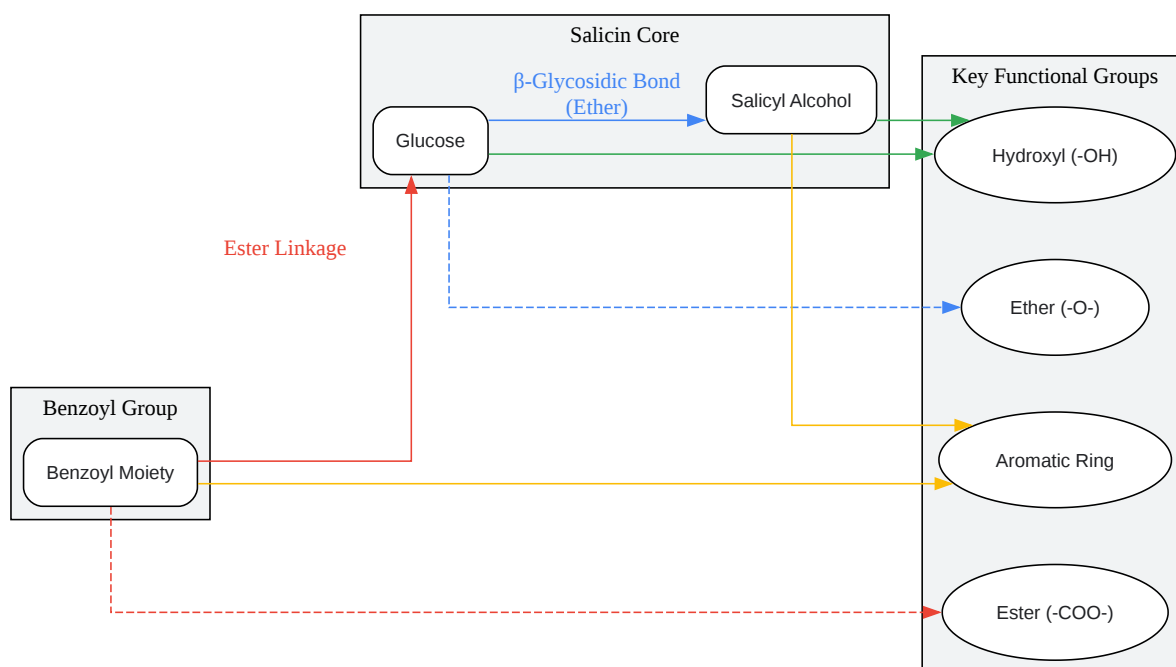 Salicin Core
β-Glycosidic Bond
(Ether)
Glucose
Salicyl Alcohol
Key Functional Groups
Hydroxyl (-OH)
Ester Linkage
Ether (-O-)
Benzoyl Group
Benzoyl Moiety
Aromatic Ring
Ester (-COO-)